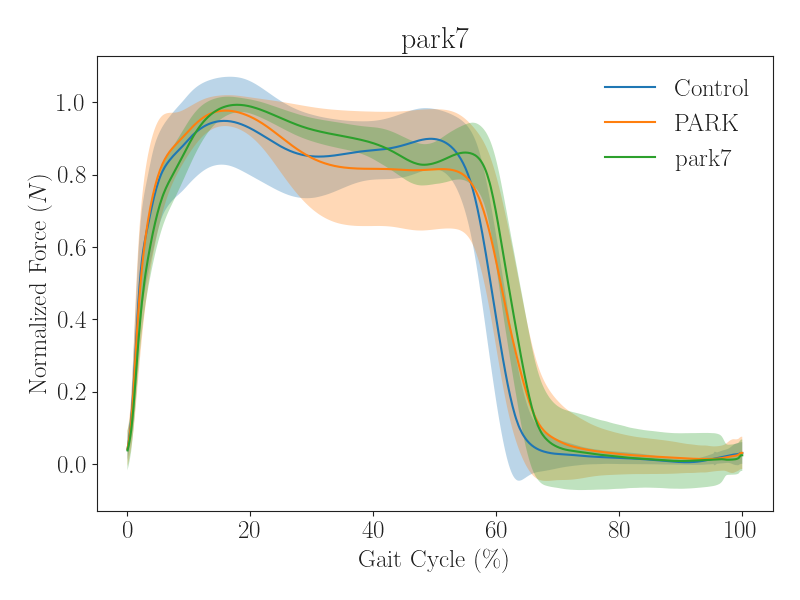 park7
Normalized Force (N)
1.0
0.8
0.6
0.4
0.2
0.0
Control
PARK
park7
0 20 40 60 80 100
Gait Cycle (%)